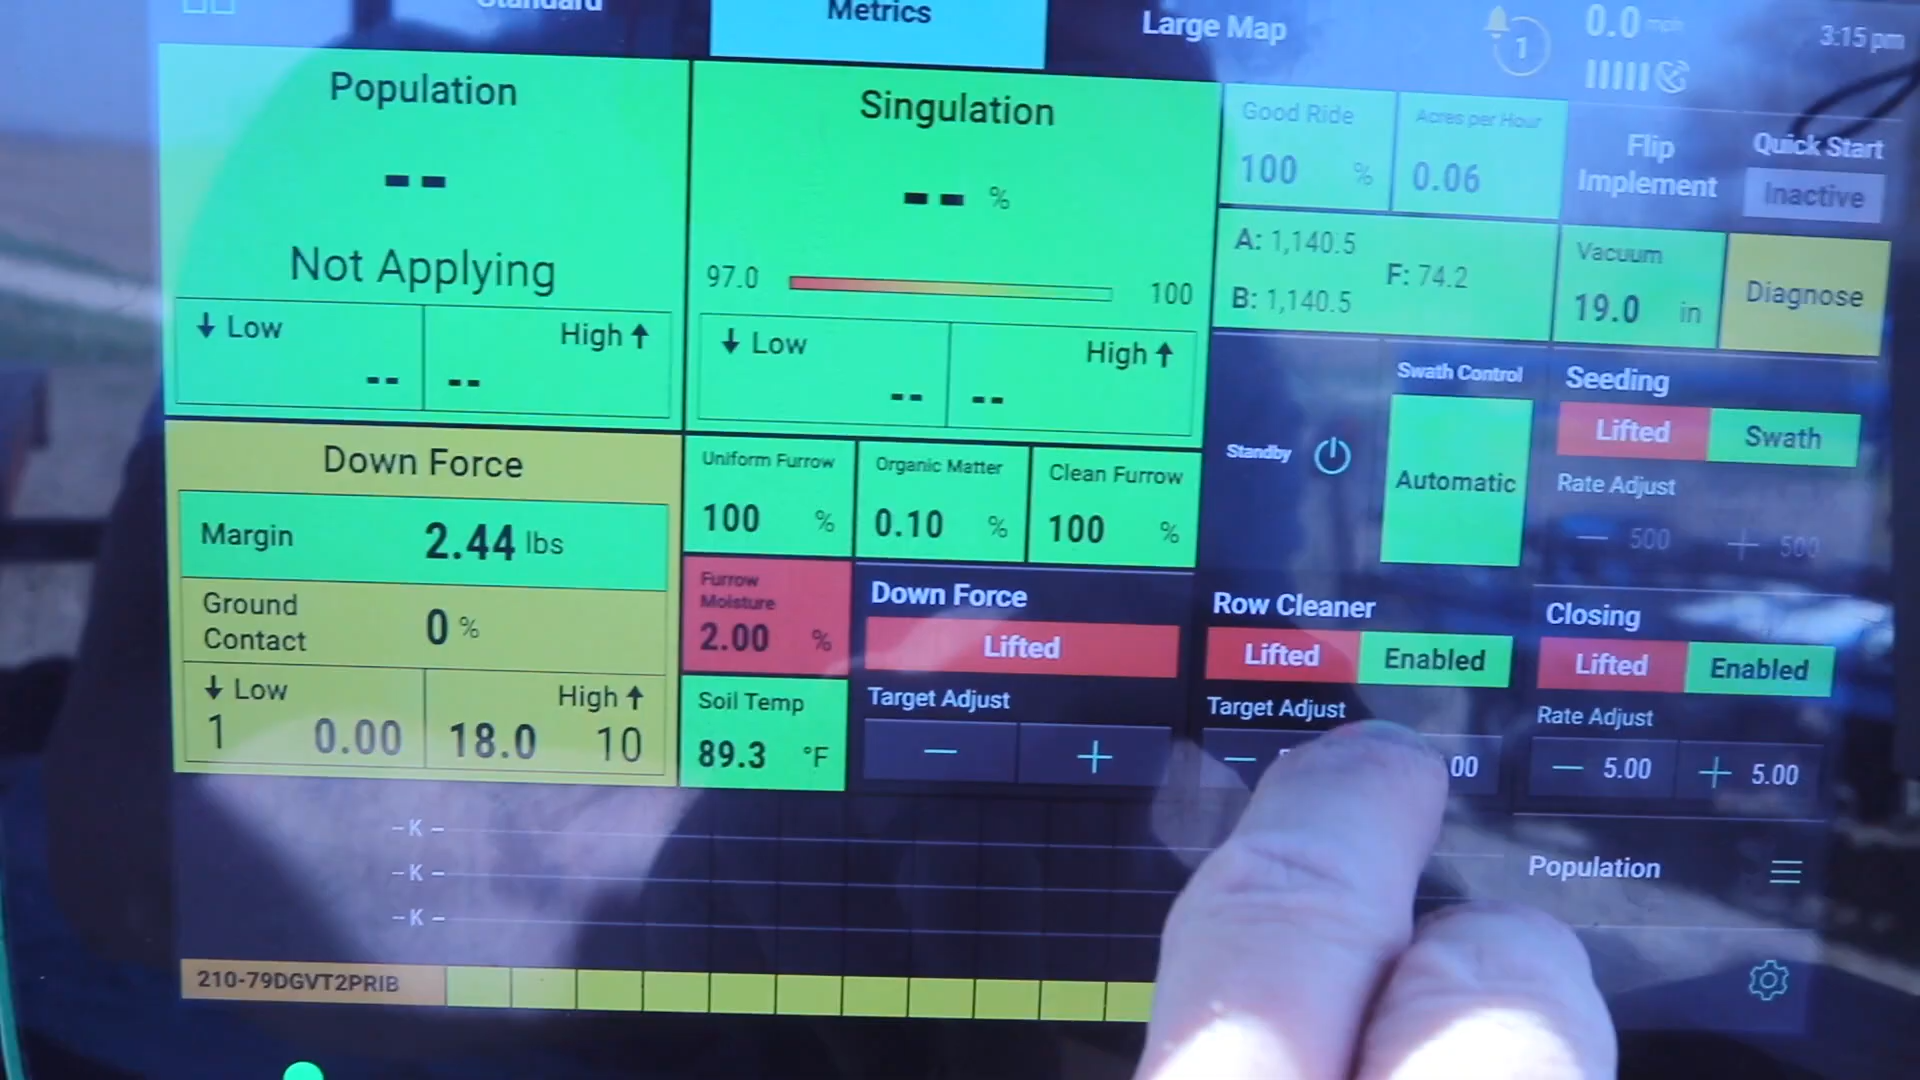 Standard
Metrics
Large Map
1
0.0 mph
3:15 pm
Population
-- 
Not Applying
Low
High
--
--
Singulation
-- %
97.0
100
Low
High
--
--
Good Ride
100 %
Acres per Hour
0.06
Flip
Implement
Quick Start
Inactive
A: 1,140.5
B: 1,140.5
F: 74.2
Vacuum
19.0 in
Diagnose
Down Force
Margin 2.44 lbs
Ground
Contact
0 %
Low
1 0.00
High
18.0 10
Uniform Furrow
100 %
Organic Matter
0.10 %
Clean Furrow
100 %
Furrow
Moisture
2.00 %
Soil Temp
89.3 °F
Standby
Swath Control
Automatic
Seeding
Lifted
Swath
Rate Adjust
— 500
+ 500
Down Force
Lifted
Target Adjust
—
+
Row Cleaner
Lifted
Enabled
Target Adjust
—
.00
Closing
Lifted
Enabled
Rate Adjust
— 5.00
+ 5.00
-- K --
-- K --
-- K --
Population
210-79DGVT2PRIB